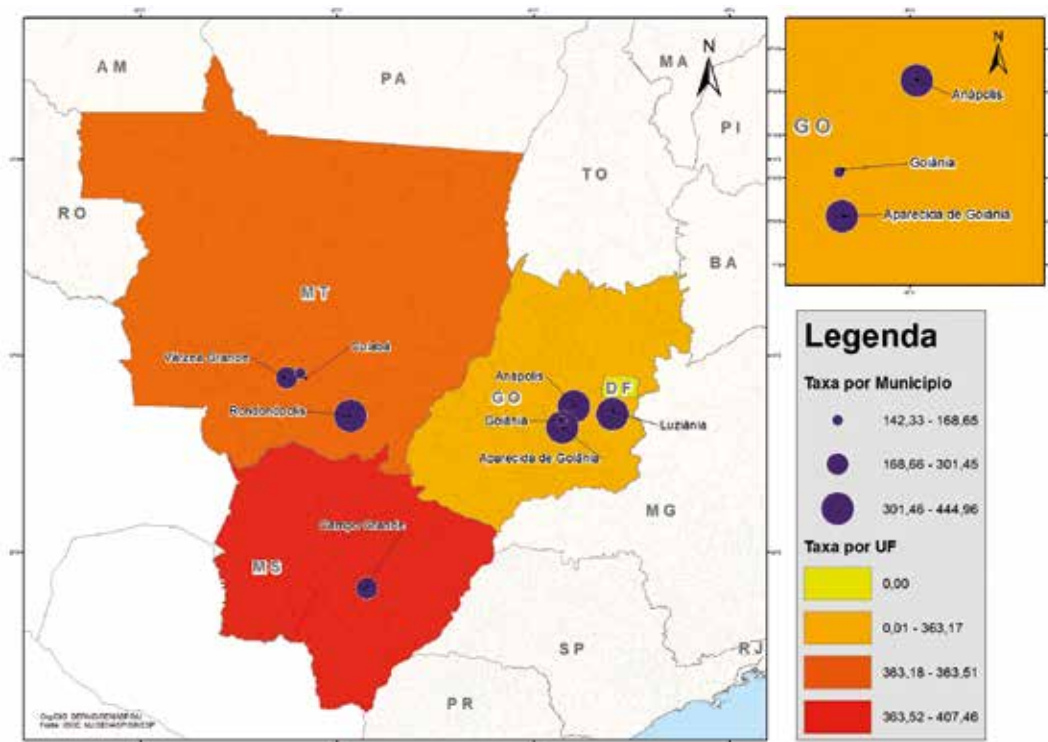 AM
PA
MA
PI
TO
RO
BA
MT
Várzea Grande
Cuiabá
Rondonópolis
Anápolis
GO
DF
Goiânia
Luziânia
Aparecida de Goiânia
MG
Campo Grande
MS
SP
RJ
PR
N
N
Anápolis
GO
Goiânia
Aparecida de Goiânia
Legenda
Taxa por Município
142,33 - 168,65
168,66 - 301,45
301,46 - 444,96
Taxa por UF
0,00
0,01 - 363,17
363,18 - 363,51
363,52 - 407,46